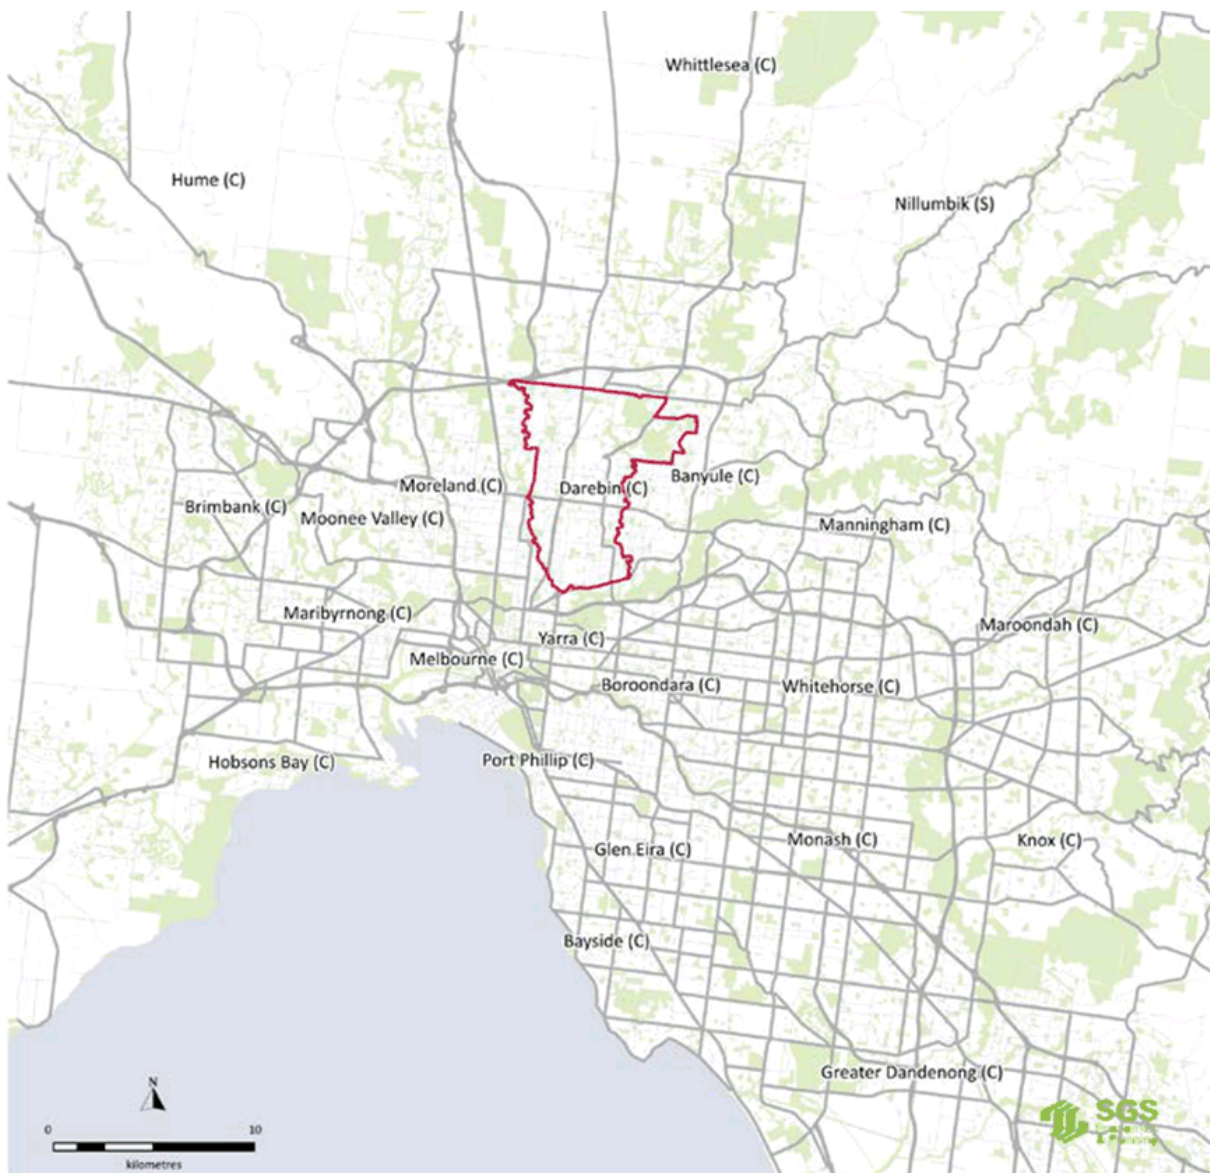 Whittlesea (C)
Hume (C)
Nillumbik (S)
Moreland (C)
Darebin (C)
Banyule (C)
Brimbank (C)
Moonee Valley (C)
Manningham (C)
Maribyrnong (C)
Maroondah (C)
Yarra (C)
Melbourne (C)
Boroondara (C)
Whitehorse (C)
Hobsons Bay (C)
Port Phillip (C)
Glen Eira (C)
Monash (C)
Knox (C)
Bayside (C)
Greater Dandenong (C)
N
0 10
kilometres
SGS